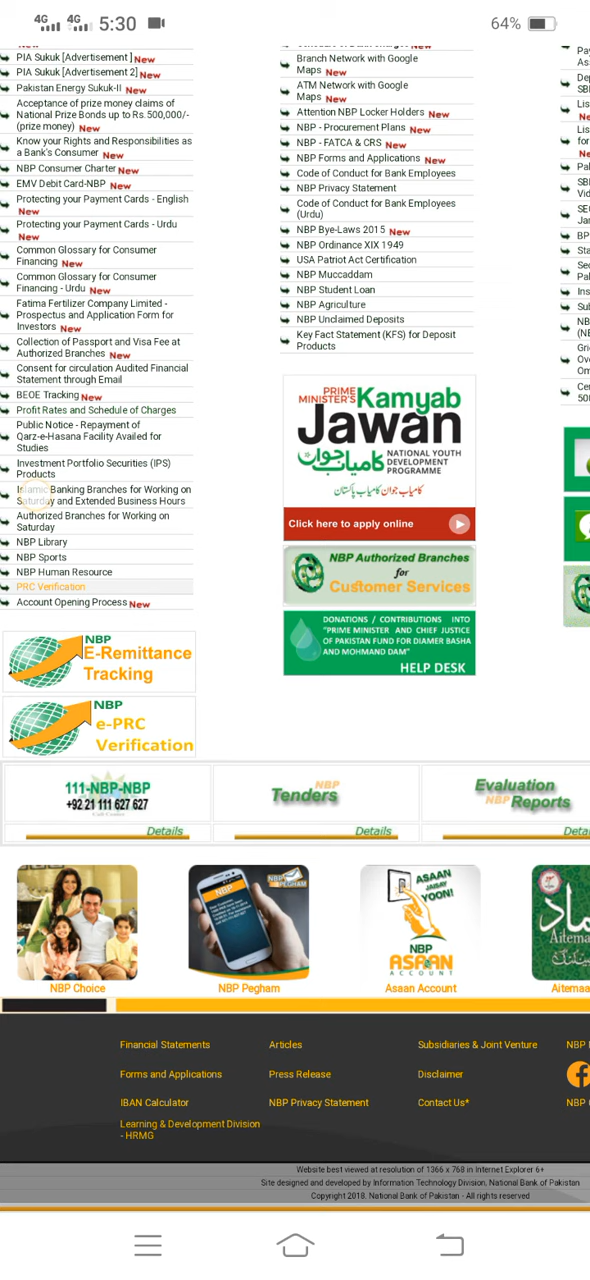 4G 4G 5:30
64%
New
PIA Sukuk [Advertisement ] New
PIA Sukuk [Advertisement 2] New
Pakistan Energy Sukuk-II New
Acceptance of prize money claims of
National Prize Bonds up to Rs.500,000/-
(prize money) New
Know your Rights and Responsibilities as
a Bank's Consumer New
NBP Consumer Charter New
EMV Debit Card-NBP New
Protecting your Payment Cards - English
New
Protecting your Payment Cards - Urdu
New
Common Glossary for Consumer
Financing New
Common Glossary for Consumer
Financing - Urdu New
Fatima Fertilizer Company Limited -
Prospectus and Application Form for
Investors New
Collection of Passport and Visa Fee at
Authorized Branches New
Consent for circulation Audited Financial
Statement through Email
BEOE Tracking New
Profit Rates and Schedule of Charges
Public Notice - Repayment of
Qarz-e-Hasana Facility Availed for
Studies
Investment Portfolio Securities (IPS)
Products
Islamic Banking Branches for Working on
Saturday and Extended Business Hours
Authorized Branches for Working on
Saturday
NBP Library
NBP Sports
NBP Human Resource
PRC Verification
Account Opening Process New
NBP
E-Remittance
Tracking
NBP
e-PRC
Verification
Branch Network with Google
Maps New
ATM Network with Google
Maps New
Attention NBP Locker Holders New
NBP - Procurement Plans New
NBP - FATCA & CRS New
NBP Forms and Applications New
Code of Conduct for Bank Employees
NBP Privacy Statement
Code of Conduct for Bank Employees
(Urdu)
NBP Bye-Laws 2015 New
NBP Ordinance XIX 1949
USA Patriot Act Certification
NBP Muccaddam
NBP Student Loan
NBP Agriculture
NBP Unclaimed Deposits
Key Fact Statement (KFS) for Deposit
Products
PRIME
MINISTER'S Kamyab
Jawan
کامیاب جوان
NATIONAL YOUTH
DEVELOPMENT
PROGRAMME
کامیاب جوان کامیاب پاکستان
Click here to apply online
NBP Authorized Branches
for
Customer Services
DONATIONS / CONTRIBUTIONS INTO
"PRIME MINISTER AND CHIEF JUSTICE
OF PAKISTAN FUND FOR DIAMER BASHA
AND MOHMAND DAM"
HELP DESK
111-NBP-NBP
+92 21 111 627 627
Call Center
Details
NBP
Tenders
Details
Evaluation
NBP Reports
NBP Choice
NBP
NBP PEGHAM
NBP Pegham
ASAAN
JAISAY
YOON!
NBP
ASAAN
ACCOUNT
Asaan Account
Financial Statements
Articles
Subsidiaries & Joint Venture
Forms and Applications
Press Release
Disclaimer
IBAN Calculator
NBP Privacy Statement
Contact Us*
NBP
Learning & Development Division
- HRMG
Website best viewed at resolution of 1366 x 768 in Internet Explorer 6+
Site designed and developed by Information Technology Division, National Bank of Pakistan
Copyright 2018. National Bank of Pakistan - All rights reserved